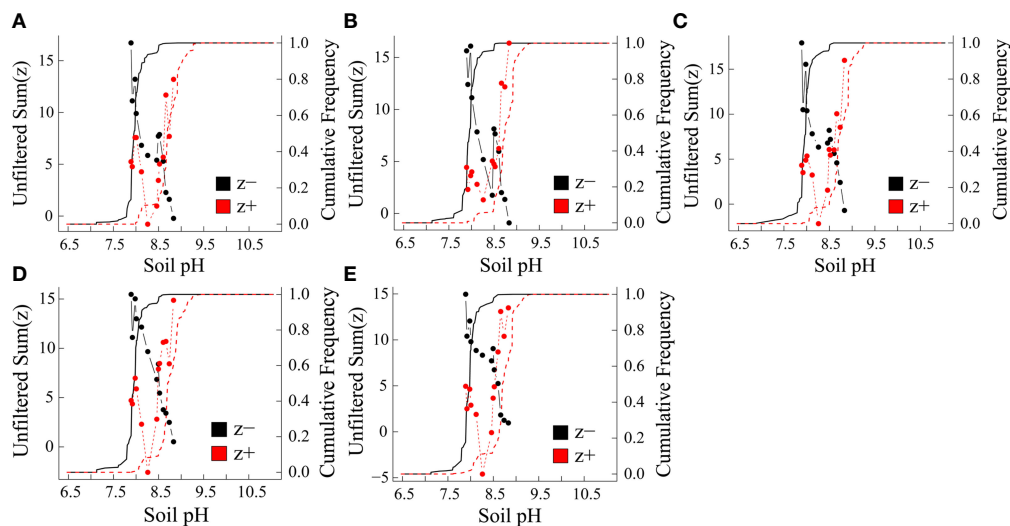 A
Unfiltered Sum(z)
15
10
5
0
1.0
0.8
0.6
0.4
0.2
0.0
Cumulative Frequency
z−
z+
6.5 7.5 8.5 9.5 10.5
Soil pH
B
Unfiltered Sum(z)
15
10
5
0
1.0
0.8
0.6
0.4
0.2
0.0
Cumulative Frequency
z−
z+
6.5 7.5 8.5 9.5 10.5
Soil pH
C
Unfiltered Sum(z)
15
10
5
0
1.0
0.8
0.6
0.4
0.2
0.0
Cumulative Frequency
z−
z+
6.5 7.5 8.5 9.5 10.5
Soil pH
D
Unfiltered Sum(z)
15
10
5
0
1.0
0.8
0.6
0.4
0.2
0.0
Cumulative Frequency
z−
z+
6.5 7.5 8.5 9.5 10.5
Soil pH
E
Unfiltered Sum(z)
15
10
5
0
−5
1.0
0.8
0.6
0.4
0.2
0.0
Cumulative Frequency
z−
z+
6.5 7.5 8.5 9.5 10.5
Soil pH